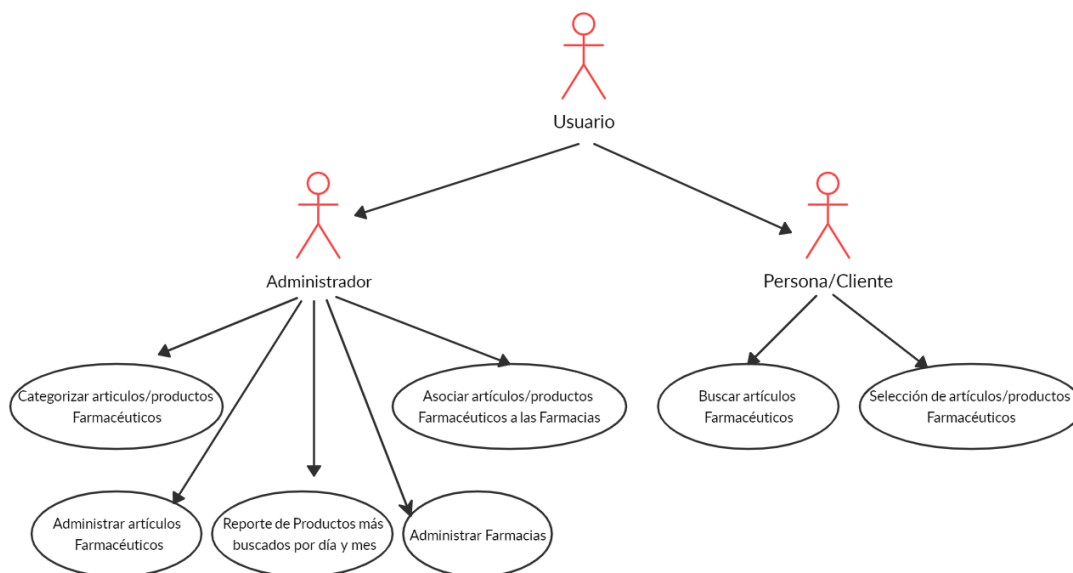 Usuario
Administrador
Persona/Cliente
Categorizar articulos/productos
Farmacéuticos
Asociar artículos/productos
Farmacéuticos a las Farmacias
Buscar artículos
Farmacéuticos
Selección de artículos/productos
Farmacéuticos
Administrar artículos
Farmacéuticos
Reporte de Productos más
buscados por día y mes
Administrar Farmacias